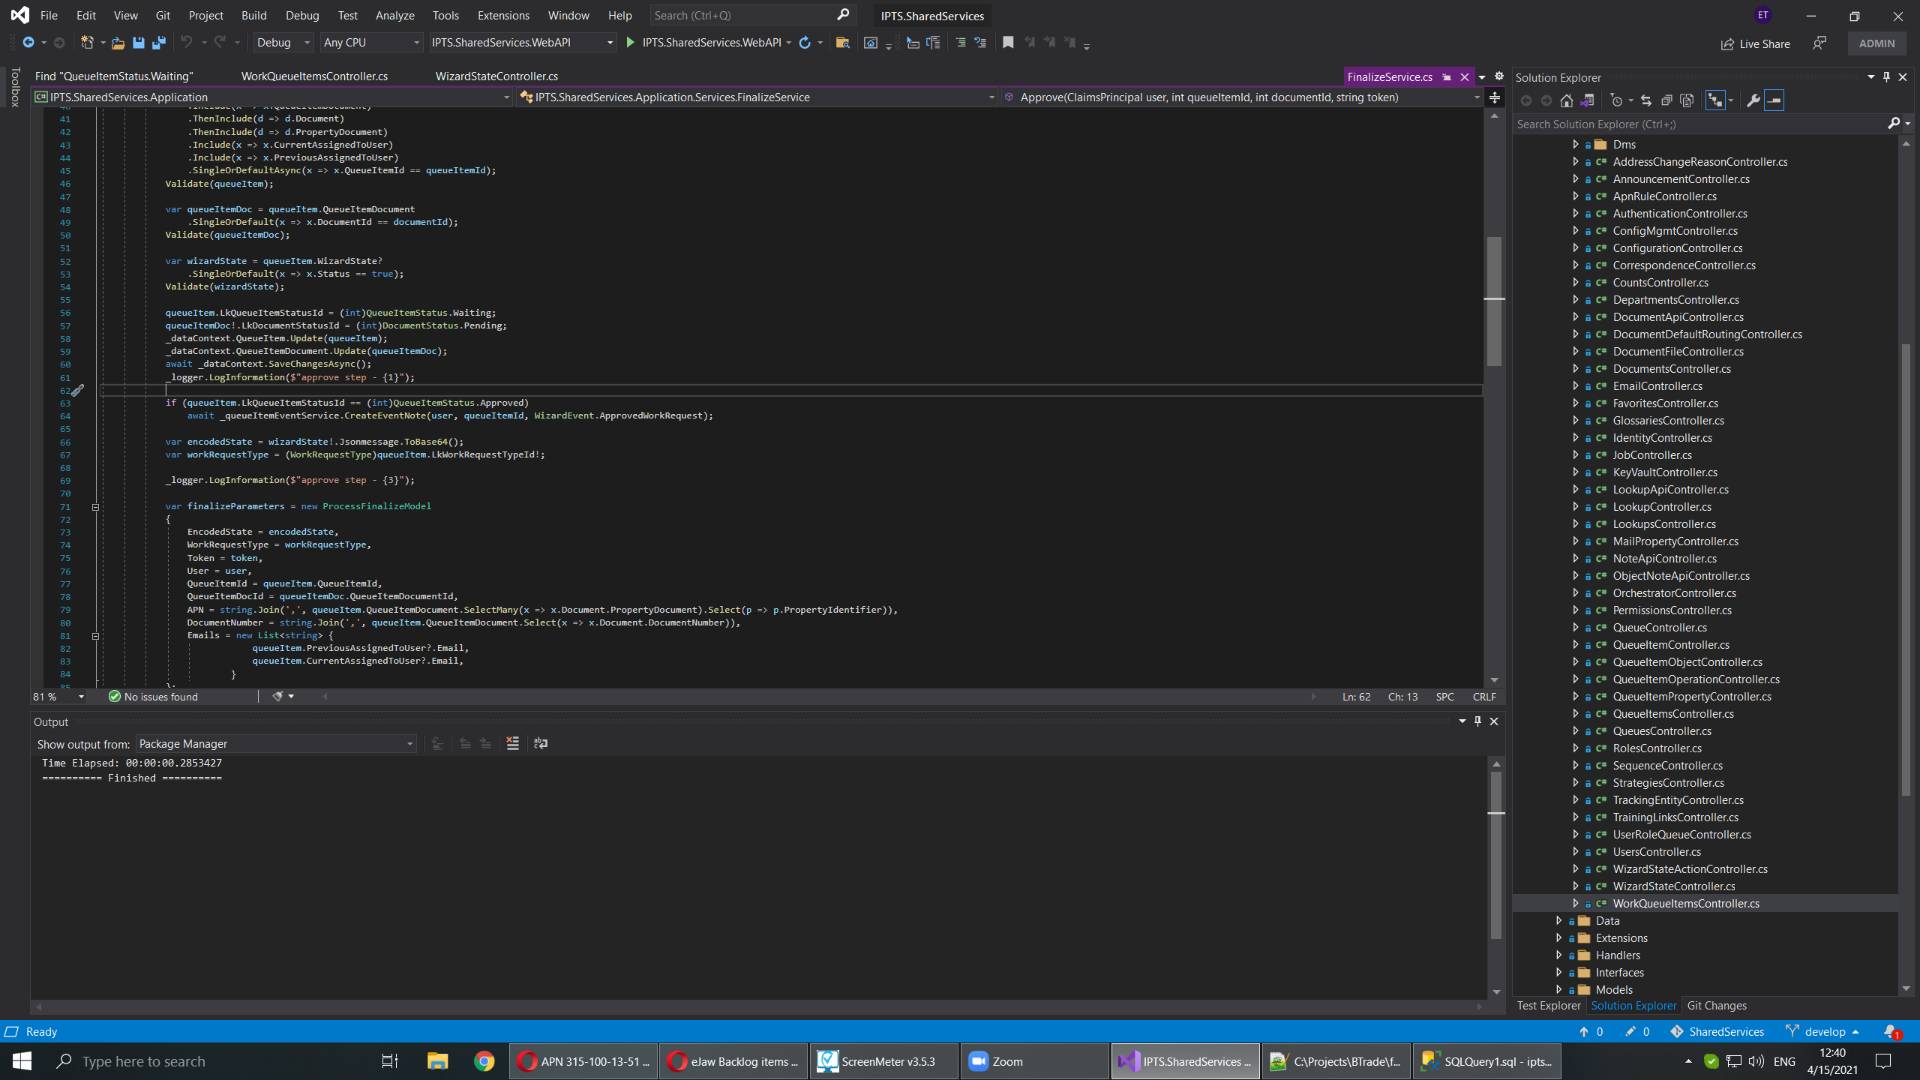 File Edit View Git Project Build Debug Test Analyze Tools Extensions Window Help Search (Ctrl+Q) IPTS.SharedServices ET
Debug Any CPU IPTS.SharedServices.WebAPI IPTS.SharedServices.WebAPI Live Share ADMIN
Toolbox
Find "QueueItemStatus.Waiting" WorkQueueItemsController.cs WizardStateController.cs FinalizeService.cs
IPTS.SharedServices.Application IPTS.SharedServices.Application.Services.FinalizeService Approve(ClaimsPrincipal user, int queueItemId, int documentId, string token)
40 .Include(x => x.QueueItemDocument)
41 .ThenInclude(d => d.Document)
42 .ThenInclude(d => d.PropertyDocument)
43 .Include(x => x.CurrentAssignedToUser)
44 .Include(x => x.PreviousAssignedToUser)
45 .SingleOrDefaultAsync(x => x.QueueItemId == queueItemId);
46 Validate(queueItem);
47
48 var queueItemDoc = queueItem.QueueItemDocument
49 .SingleOrDefault(x => x.DocumentId == documentId);
50 Validate(queueItemDoc);
51
52 var wizardState = queueItem.WizardState?
53 .SingleOrDefault(x => x.Status == true);
54 Validate(wizardState);
55
56 queueItem.LkQueueItemStatusId = (int)QueueItemStatus.Waiting;
57 queueItemDoc!.LkDocumentStatusId = (int)DocumentStatus.Pending;
58 _dataContext.QueueItem.Update(queueItem);
59 _dataContext.QueueItemDocument.Update(queueItemDoc);
60 await _dataContext.SaveChangesAsync();
61 _logger.LogInformation($"approve step - {1}");
62
63 if (queueItem.LkQueueItemStatusId == (int)QueueItemStatus.Approved)
64 await _queueItemEventService.CreateEventNote(user, queueItemId, WizardEvent.ApprovedWorkRequest);
65
66 var encodedState = wizardState!.Jsonmessage.ToBase64();
67 var workRequestType = (WorkRequestType)queueItem.LkWorkRequestTypeId!;
68
69 _logger.LogInformation($"approve step - {3}");
70
71 var finalizeParameters = new ProcessFinalizeModel
72 {
73 EncodedState = encodedState,
74 WorkRequestType = workRequestType,
75 Token = token,
76 User = user,
77 QueueItemId = queueItem.QueueItemId,
78 QueueItemDocId = queueItemDoc.QueueItemDocumentId,
79 APN = string.Join(',', queueItem.QueueItemDocument.SelectMany(x => x.Document.PropertyDocument).Select(p => p.PropertyIdentifier)),
80 DocumentNumber = string.Join(',', queueItem.QueueItemDocument.Select(x => x.Document.DocumentNumber)),
81 Emails = new List<string> {
82 queueItem.PreviousAssignedToUser?.Email,
83 queueItem.CurrentAssignedToUser?.Email,
84 }
85 };
81 % No issues found Ln: 62 Ch: 13 SPC CRLF
Output
Show output from: Package Manager
Time Elapsed: 00:00:00.2853427
========== Finished ==========
Solution Explorer
Search Solution Explorer (Ctrl+;)
Dms
AddressChangeReasonController.cs
AnnouncementController.cs
ApnRuleController.cs
AuthenticationController.cs
ConfigMgmtController.cs
ConfigurationController.cs
CorrespondenceController.cs
CountsController.cs
DepartmentsController.cs
DocumentApiController.cs
DocumentDefaultRoutingController.cs
DocumentFileController.cs
DocumentsController.cs
EmailController.cs
FavoritesController.cs
GlossariesController.cs
IdentityController.cs
JobController.cs
KeyVaultController.cs
LookupApiController.cs
LookupController.cs
LookupsController.cs
MailPropertyController.cs
NoteApiController.cs
ObjectNoteApiController.cs
OrchestratorController.cs
PermissionsController.cs
QueueController.cs
QueueItemController.cs
QueueItemObjectController.cs
QueueItemOperationController.cs
QueueItemPropertyController.cs
QueueItemsController.cs
QueuesController.cs
RolesController.cs
SequenceController.cs
StrategiesController.cs
TrackingEntityController.cs
TrainingLinksController.cs
UserRoleQueueController.cs
UsersController.cs
WizardStateActionController.cs
WizardStateController.cs
WorkQueueItemsController.cs
Data
Extensions
Handlers
Interfaces
Models
Test Explorer Solution Explorer Git Changes
Ready 0 0 SharedServices develop 1
Type here to search APN 315-100-13-51 ... eJaw Backlog items ... ScreenMeter v3.5.3 Zoom IPTS.SharedServices ... C:\Projects\BTrade\f... SQLQuery1.sql - ipts... ENG 12:40
4/15/2021